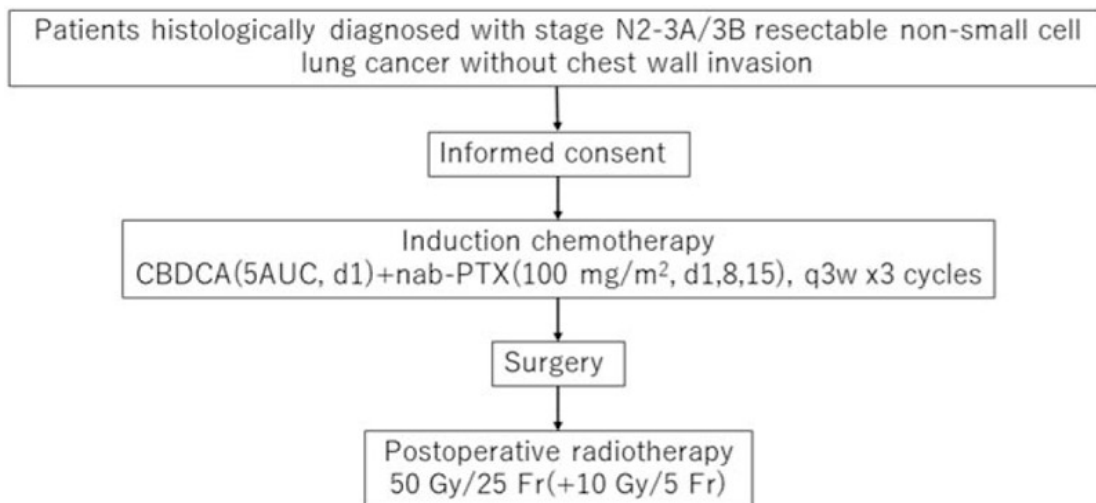 Patients histologically diagnosed with stage N2-3A/3B resectable non-small cell
lung cancer without chest wall invasion
Informed consent
Induction chemotherapy
CBDCA(5AUC, d1)+nab-PTX(100 mg/m², d1,8,15), q3w x3 cycles
Surgery
Postoperative radiotherapy
50 Gy/25 Fr(+10 Gy/5 Fr)